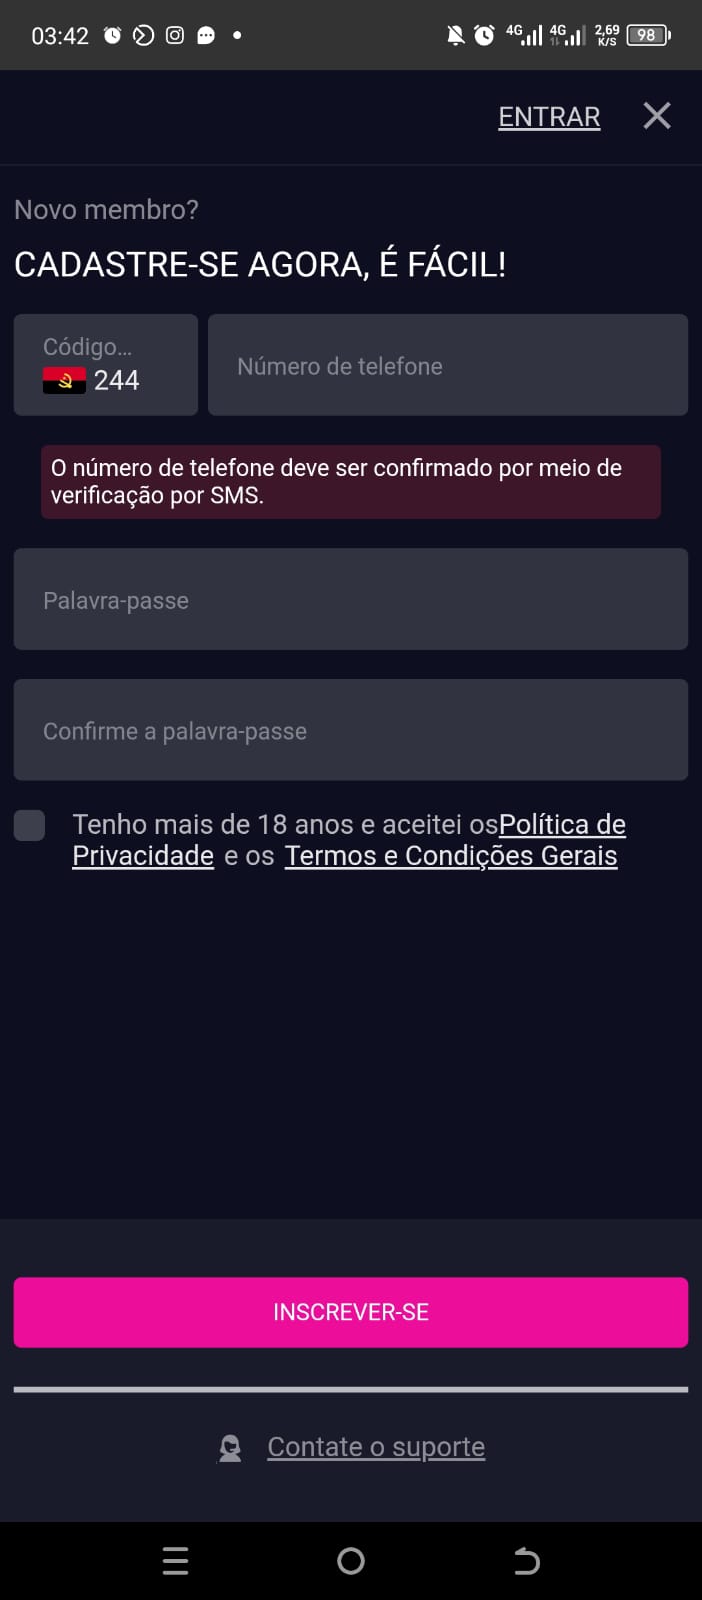 03:42
4G 4G 2,69 K/S 98
ENTRAR
Novo membro?
CADASTRE-SE AGORA, É FÁCIL!
Código...
244
Número de telefone
O número de telefone deve ser confirmado por meio de
verificação por SMS.
Palavra-passe
Confirme a palavra-passe
Tenho mais de 18 anos e aceitei osPolítica de
Privacidade e os Termos e Condições Gerais
INSCREVER-SE
Contate o suporte